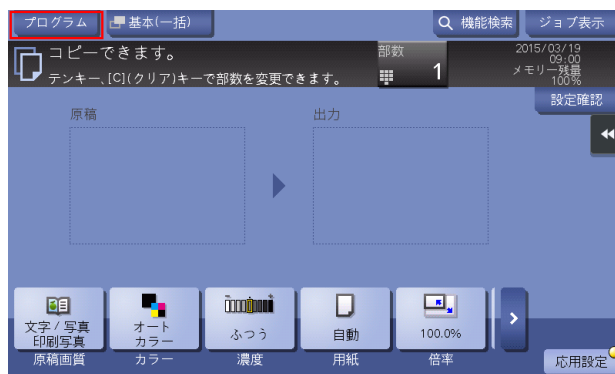 プログラム
基本(一括)
機能検索
ジョブ表示
コピーできます。
テンキー、[C](クリア)キーで部数を変更できます。
部数
1
2015/03/19
09:00
メモリー残量
100%
設定確認
原稿
出力
文字/写真
印刷写真
オート
カラー
ふつう
自動
100.0%
原稿画質
カラー
濃度
用紙
倍率
応用設定